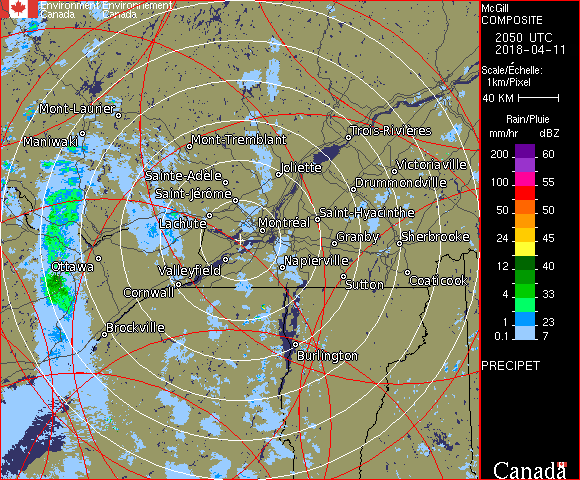 Environment Environnement
Canada Canada
McGill
COMPOSITE
2050 UTC
2018-04-11
Scale/Échelle:
1km/Pixel
40 KM
Rain/Pluie
mm/hr dBZ
200 60
100 55
50 50
24 45
12 40
4 33
1 23
0.1 7
PRECIPET
Canada
Mont-Laurier
Maniwaki
Mont-Tremblant
Trois-Rivières
Sainte-Adèle
Joliette
Victoriaville
Saint-Jérôme
Drummondville
Lachute
Montréal
Saint-Hyacinthe
Granby
Sherbrooke
Ottawa
Valleyfield
Napierville
Cornwall
Sutton
Coaticook
Brockville
Burlington